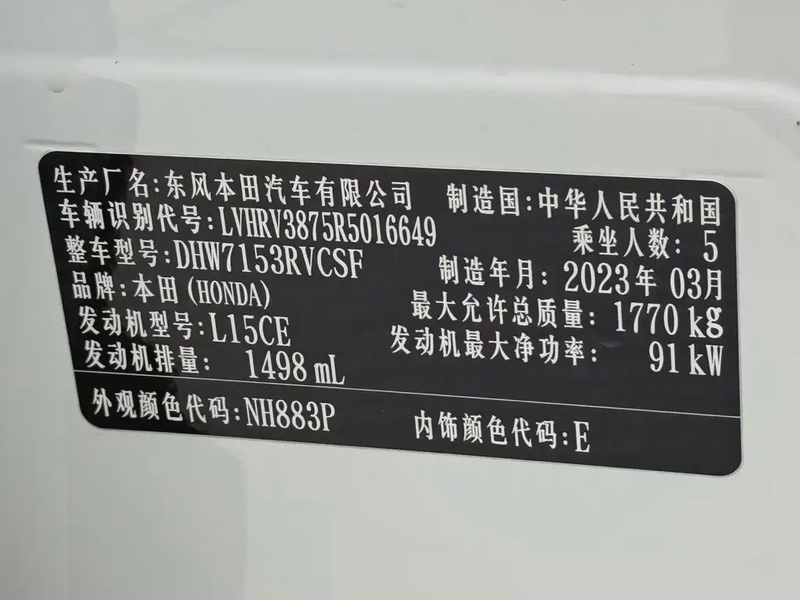 生产厂名:东风本田汽车有限公司 制造国:中华人民共和国
车辆识别代号:LVHRV3875R5016649 乘坐人数: 5
整车型号:DHW7153RVCSF 制造年月: 2023年 03月
品牌:本田(HONDA) 最大允许总质量: 1770 kg
发动机型号:L15CE 发动机最大净功率: 91 kW
发动机排量: 1498 mL
外观颜色代码:NH883P 内饰颜色代码:E